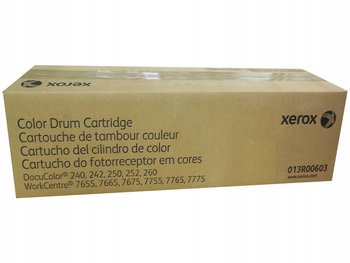 xerox
Color Drum Cartridge
Cartouche de tambour couleur
Cartucho del cilindro de color
Cartucho do fotorreceptor em cores
DocuColor® 240, 242, 250, 252, 260
WorkCentre® 7655, 7665, 7675, 7755, 7765, 7775
xerox
013R00603
www.xerox.com